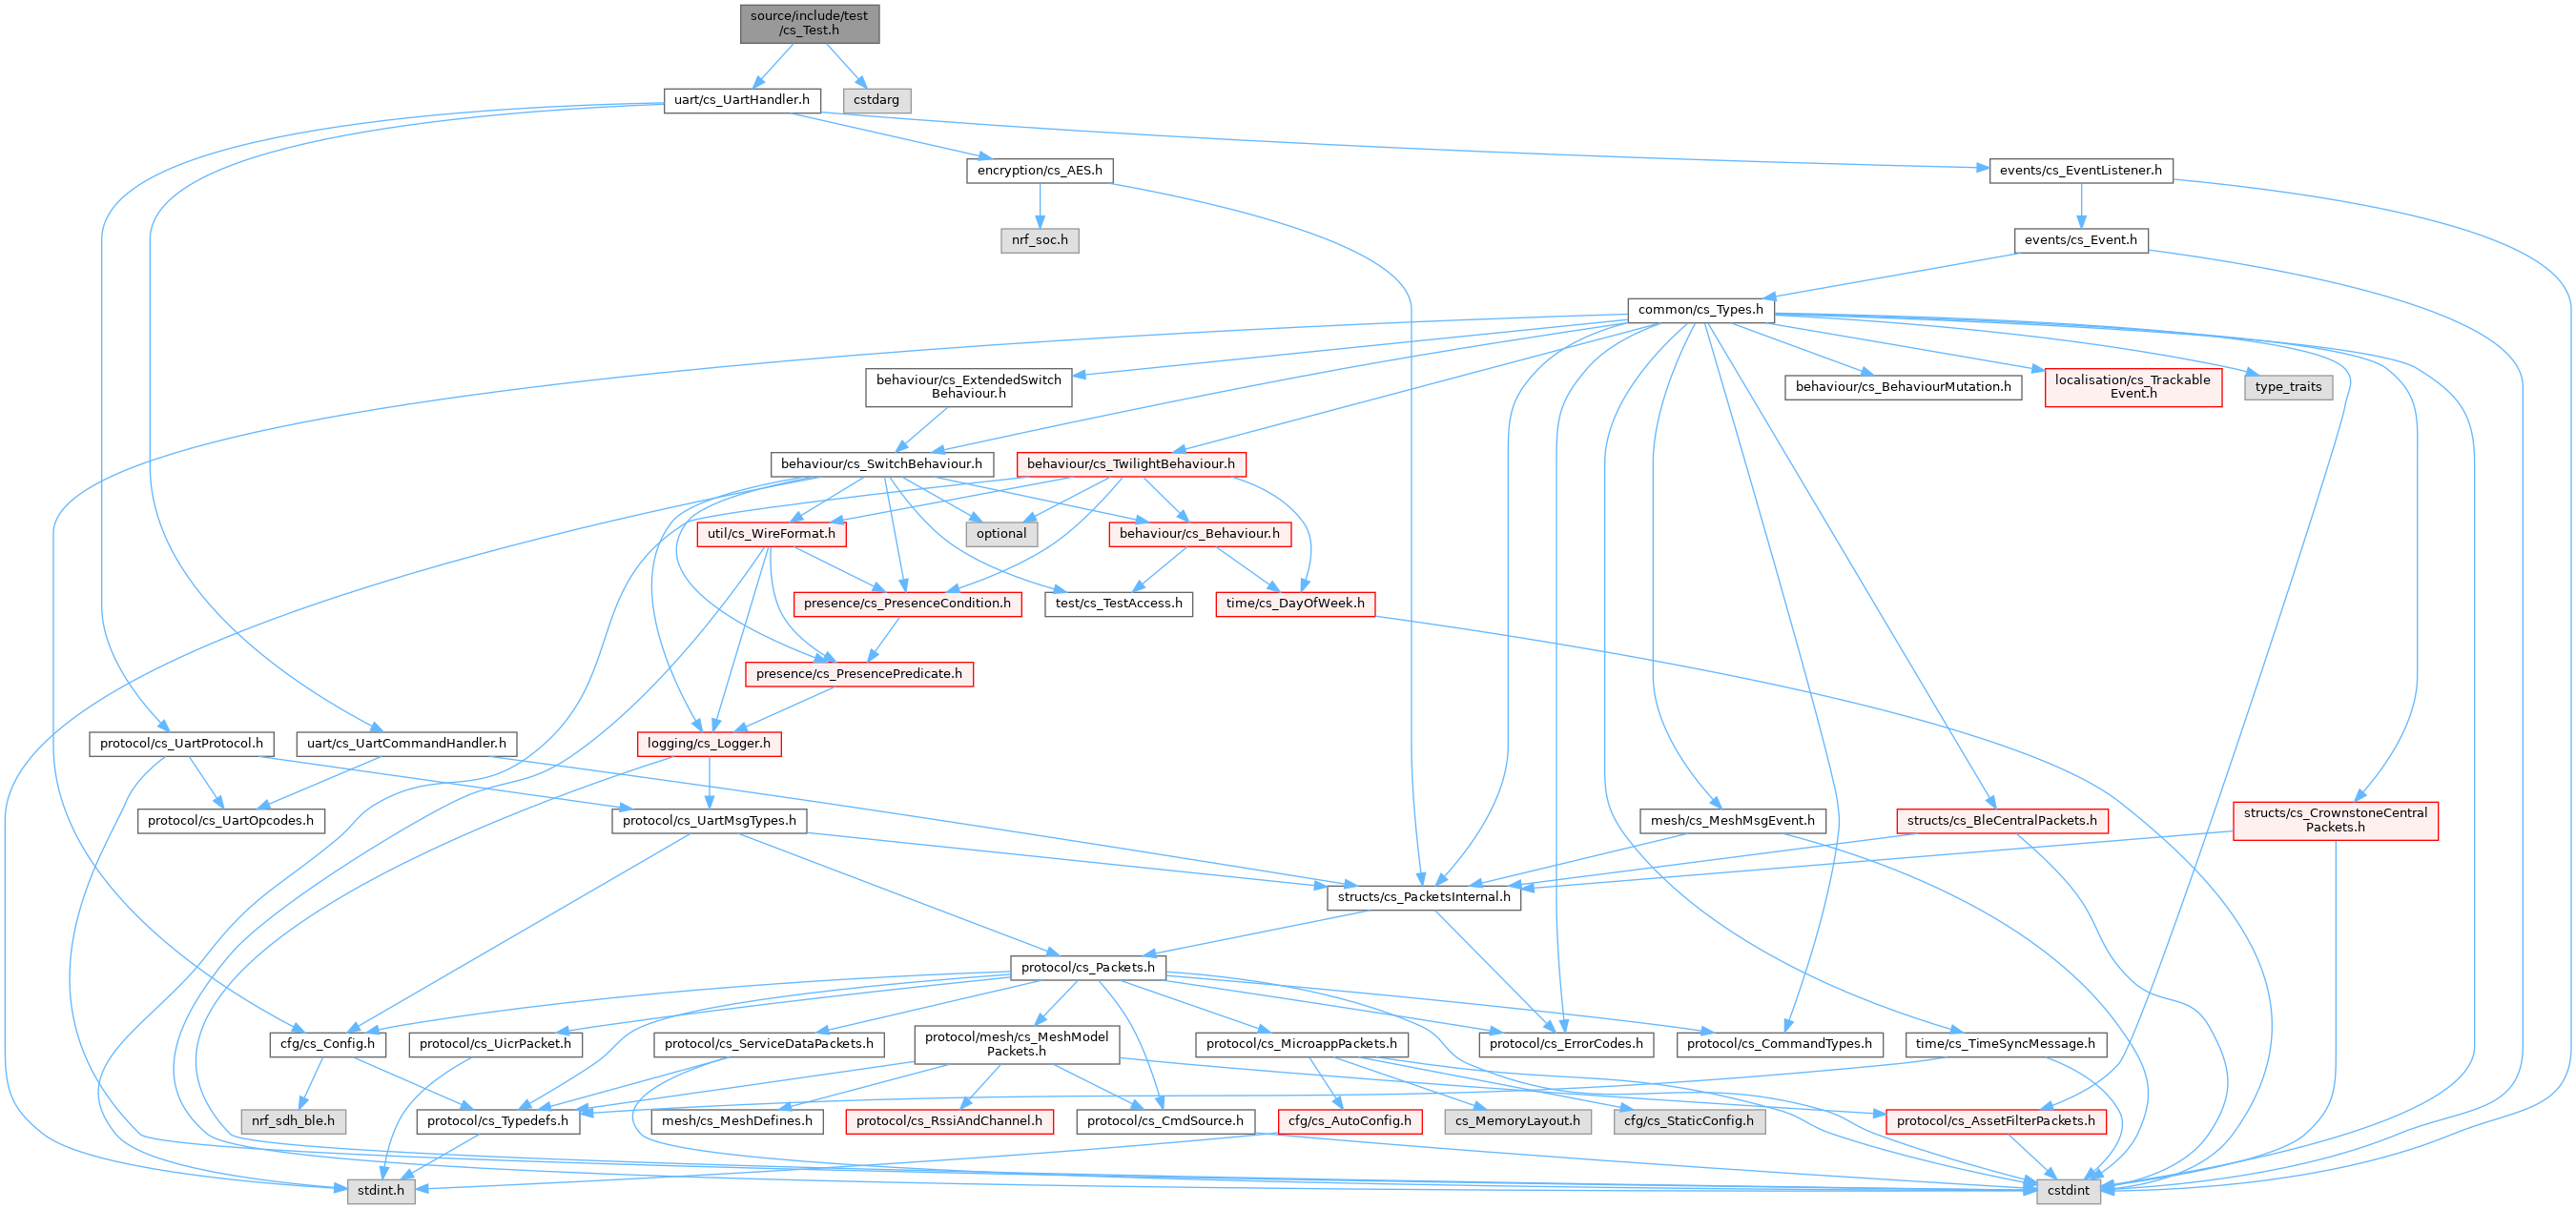 source/include/test
/cs_Test.h
uart/cs_UartHandler.h
cstdarg
encryption/cs_AES.h
events/cs_EventListener.h
nrf_soc.h
events/cs_Event.h
common/cs_Types.h
behaviour/cs_ExtendedSwitch
Behaviour.h
behaviour/cs_BehaviourMutation.h
localisation/cs_Trackable
Event.h
type_traits
behaviour/cs_SwitchBehaviour.h
behaviour/cs_TwilightBehaviour.h
util/cs_WireFormat.h
optional
behaviour/cs_Behaviour.h
presence/cs_PresenceCondition.h
test/cs_TestAccess.h
time/cs_DayOfWeek.h
presence/cs_PresencePredicate.h
protocol/cs_UartProtocol.h
uart/cs_UartCommandHandler.h
logging/cs_Logger.h
protocol/cs_UartOpcodes.h
protocol/cs_UartMsgTypes.h
mesh/cs_MeshMsgEvent.h
structs/cs_BleCentralPackets.h
structs/cs_CrownstoneCentral
Packets.h
structs/cs_PacketsInternal.h
protocol/cs_Packets.h
cfg/cs_Config.h
protocol/cs_UicrPacket.h
protocol/cs_ServiceDataPackets.h
protocol/mesh/cs_MeshModel
Packets.h
protocol/cs_MicroappPackets.h
protocol/cs_ErrorCodes.h
protocol/cs_CommandTypes.h
time/cs_TimeSyncMessage.h
nrf_sdh_ble.h
protocol/cs_Typedefs.h
mesh/cs_MeshDefines.h
protocol/cs_RssiAndChannel.h
protocol/cs_CmdSource.h
cfg/cs_AutoConfig.h
cs_MemoryLayout.h
cfg/cs_StaticConfig.h
protocol/cs_AssetFilterPackets.h
stdint.h
cstdint